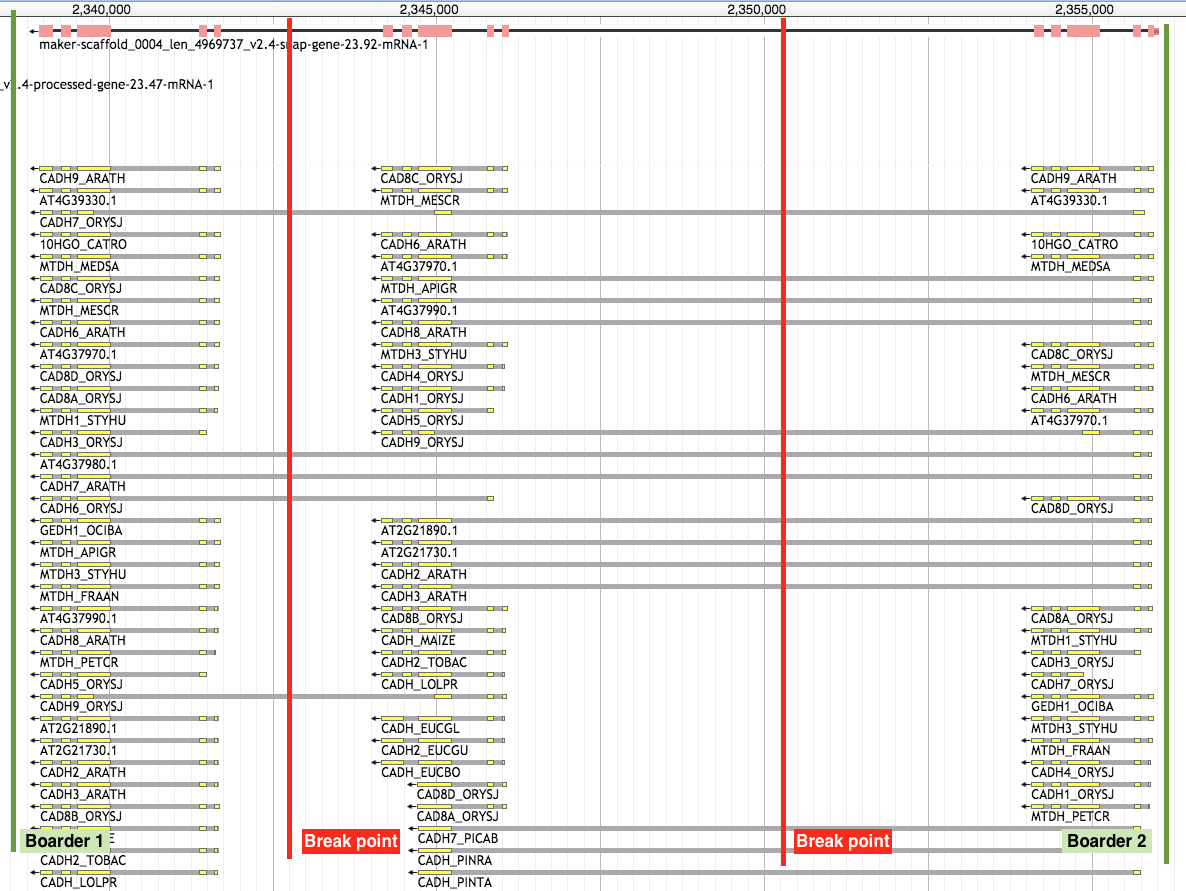 2,340,000
2,345,000
2,350,000
2,355,000
maker-scaffold_0004_len_4969737_v2.4-snap-gene-23.92-mRNA-1
_v2.4-processed-gene-23.47-mRNA-1
CADH9_ARATH
AT4G39330.1
CADH7_ORYSJ
10HGO_CATRO
MTDH_MEDSA
CAD8C_ORYSJ
MTDH_MESCR
CADH6_ARATH
AT4G37970.1
CAD8D_ORYSJ
CAD8A_ORYSJ
MTDH1_STYHU
CADH3_ORYSJ
AT4G37980.1
CADH7_ARATH
CADH6_ORYSJ
GEDH1_OCIBA
MTDH_APIGR
MTDH3_STYHU
MTDH_FRAAN
AT4G37990.1
CADH8_ARATH
MTDH_PETCR
CADH5_ORYSJ
CADH9_ORYSJ
AT2G21890.1
AT2G21730.1
CADH2_ARATH
CADH3_ARATH
CAD8B_ORYSJ
Boarder 1
E
CADH2_TOBAC
CADH_LOLPR
Break point
CAD8C_ORYSJ
MTDH_MESCR
CADH6_ARATH
AT4G37970.1
MTDH_APIGR
AT4G37990.1
CADH8_ARATH
MTDH3_STYHU
CADH4_ORYSJ
CADH1_ORYSJ
CADH5_ORYSJ
CADH9_ORYSJ
AT2G21890.1
AT2G21730.1
CADH2_ARATH
CADH3_ARATH
CAD8B_ORYSJ
CADH_MAIZE
CADH2_TOBAC
CADH_LOLPR
CADH_EUCGL
CADH2_EUCGU
CADH_EUCBO
CAD8D_ORYSJ
CAD8A_ORYSJ
CADH7_PICAB
CADH_PINRA
CADH_PINTA
Break point
CADH9_ARATH
AT4G39330.1
10HGO_CATRO
MTDH_MEDSA
CAD8C_ORYSJ
MTDH_MESCR
CADH6_ARATH
AT4G37970.1
CAD8D_ORYSJ
CAD8A_ORYSJ
MTDH1_STYHU
CADH3_ORYSJ
CADH7_ORYSJ
GEDH1_OCIBA
MTDH3_STYHU
MTDH_FRAAN
CADH4_ORYSJ
CADH1_ORYSJ
MTDH_PETCR
Boarder 2